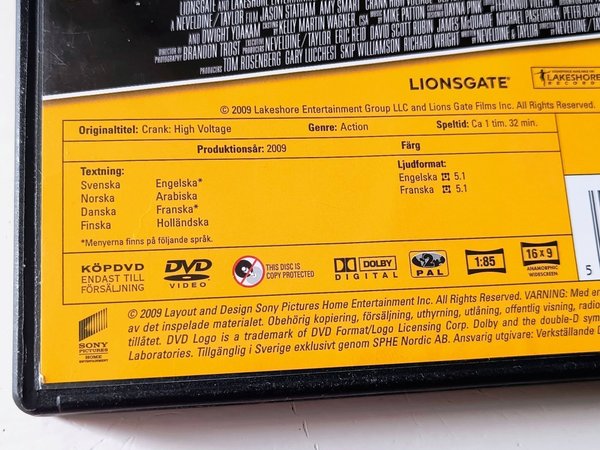 LIONSGATE AND LAKESHORE ENTERTAINMENT
A NEVELDINE/TAYLOR FILM JASON STATHAM AMY SMART CRANK HIGH VOLTAGE
AND DWIGHT YOAKAM CASTING BY KELLY MARTIN WAGNER, CSA MIKE PATTON
DIRECTOR OF PHOTOGRAPHY BRANDON TROST NEVELDINE/TAYLOR ERIC REID DAVID SCOTT RUBIN JAMES McQUAIDE MICHAEL PASEORNEK PETER
PRODUCERS TOM ROSENBERG GARY LUCCHESI SKIP WILLIAMSON RICHARD WRIGHT NEVELDINE & TAYLOR
LIONSGATE®
LAKESHORE
RECORDS
© 2009 Lakeshore Entertainment Group LLC and Lions Gate Films Inc. All Rights Reserved.
Originaltitel: Crank: High Voltage Genre: Action Speltid: Ca 1 tim. 32 min.
Produktionsår: 2009 Färg
Textning: Ljudformat:
Svenska Engelska* Engelska 5.1
Norska Arabiska Franska 5.1
Danska Franska*
Finska Holländska
*Menyerna finns på följande språk.
KÖPDVD
ENDAST TILL
FÖRSÄLJNING
DVD
VIDEO
THIS DISC IS
COPY PROTECTED
DOLBY
DIGITAL
2
PAL
1:85
16x9
ANAMORPHIC
WIDESCREEN
5
SONY
PICTURES
HOME
ENTERTAINMENT
© 2009 Layout and Design Sony Pictures Home Entertainment Inc. All Rights Reserved. VARNING: Med en
av det inspelade materialet. Obehörig kopiering, försäljning, uthyrning, utlåning, offentlig visning, radio
tillåtet. DVD Logo is a trademark of DVD Format/Logo Licensing Corp. Dolby and the double-D sym
Laboratories. Tillgänglig i Sverige exklusivt genom SPHE Nordic AB. Ansvarig utgivare: Verkställande D